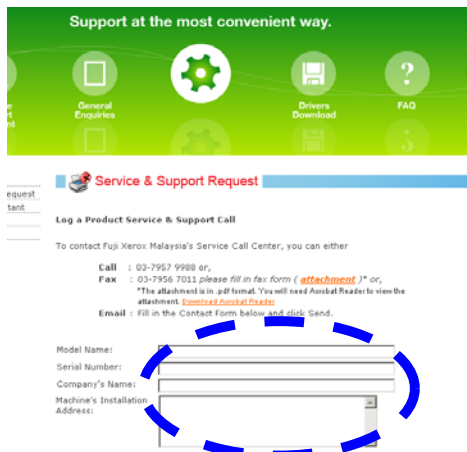 Support at the most convenient way.
General
Enquiries
Drivers
Download
FAQ
Service & Support Request
equest
tant
Log a Product Service & Support Call
To contact Fuji Xerox Malaysia's Service Call Center, you can either
Call : 03-7957 9988 or,
Fax : 03-7956 7011 please fill in fax form ( attachment )* or,
*The attachment is in .pdf format. You will need Acrobat Reader to view the
attachment. Download Acrobat Reader
Email : Fill in the Contact Form below and click Send.
Model Name:
Serial Number:
Company's Name:
Machine's Installation
Address: